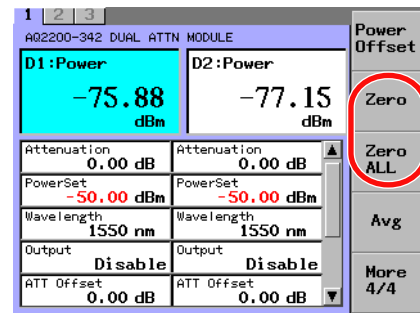 1 2 3
AQ2200-342 DUAL ATTN MODULE
D1:Power
-75.88
dBm
D2:Power
-77.15
dBm
Attenuation
0.00 dB
Attenuation
0.00 dB
PowerSet
-50.00 dBm
PowerSet
-50.00 dBm
Wavelength
1550 nm
Wavelength
1550 nm
Output
Disable
Output
Disable
ATT Offset
0.00 dB
ATT Offset
0.00 dB
Power
Offset
Zero
Zero
ALL
Avg
More
4/4